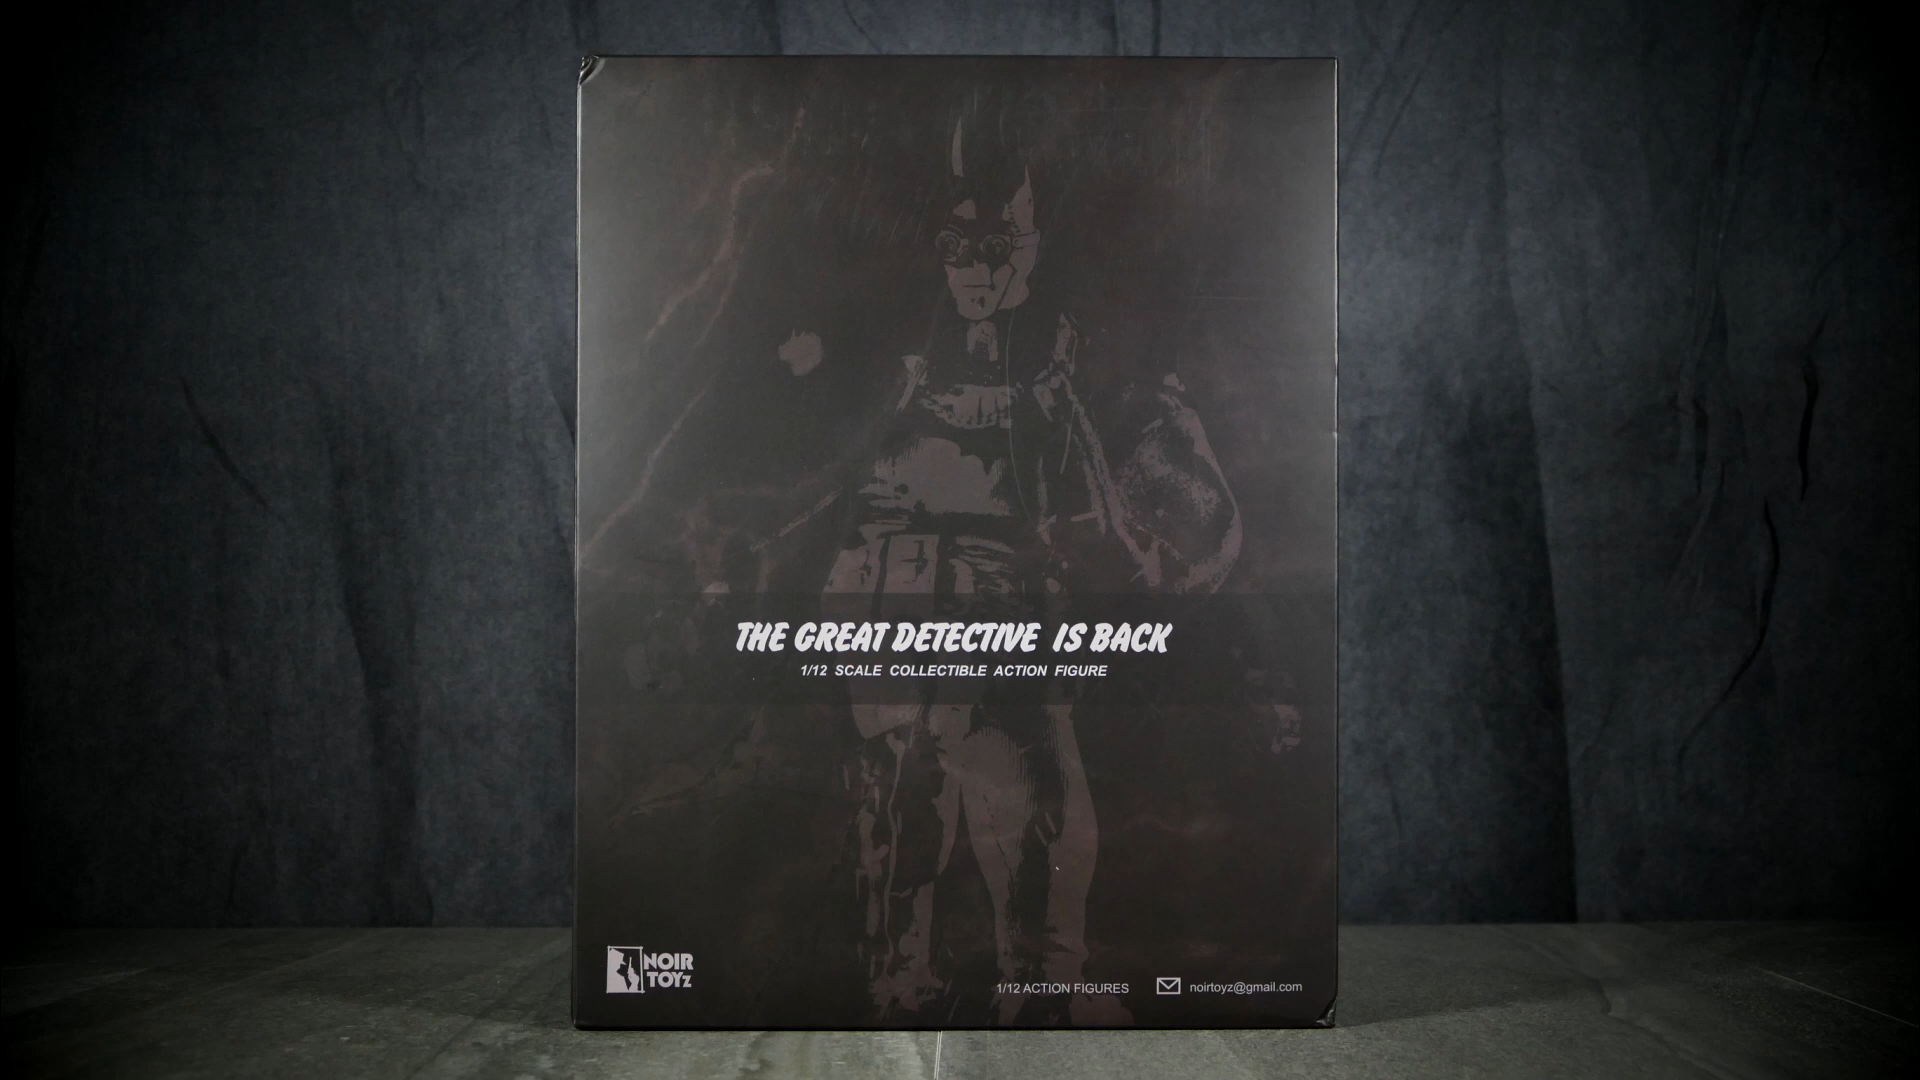 THE GREAT DETECTIVE IS BACK
1/12 SCALE COLLECTIBLE ACTION FIGURE
NOIR
TOYz
1/12 ACTION FIGURES
noirtoyz@gmail.com